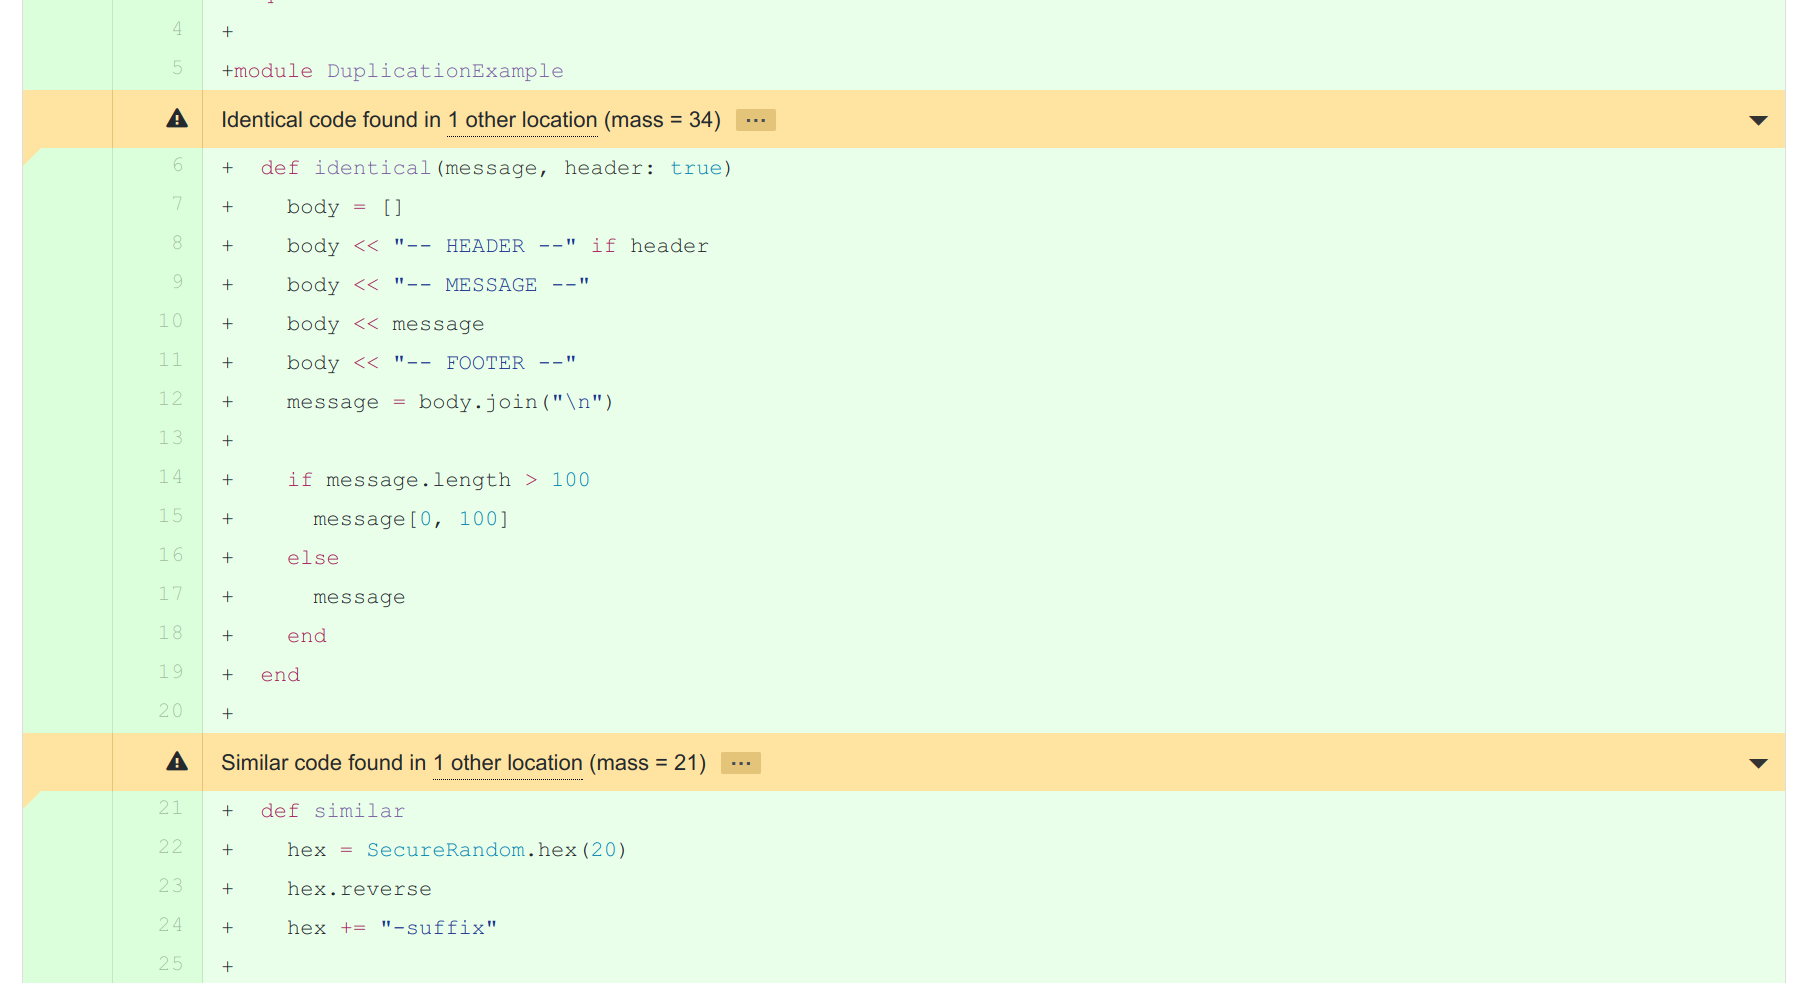 4 +
5 +module DuplicationExample
Identical code found in 1 other location (mass = 34) ...
6 +  def identical(message, header: true)
7 +    body = []
8 +    body << "-- HEADER --" if header
9 +    body << "-- MESSAGE --"
10 +    body << message
11 +    body << "-- FOOTER --"
12 +    message = body.join("\n")
13 +
14 +    if message.length > 100
15 +      message[0, 100]
16 +    else
17 +      message
18 +    end
19 +  end
20 +
Similar code found in 1 other location (mass = 21) ...
21 +  def similar
22 +    hex = SecureRandom.hex(20)
23 +    hex.reverse
24 +    hex += "-suffix"
25 +